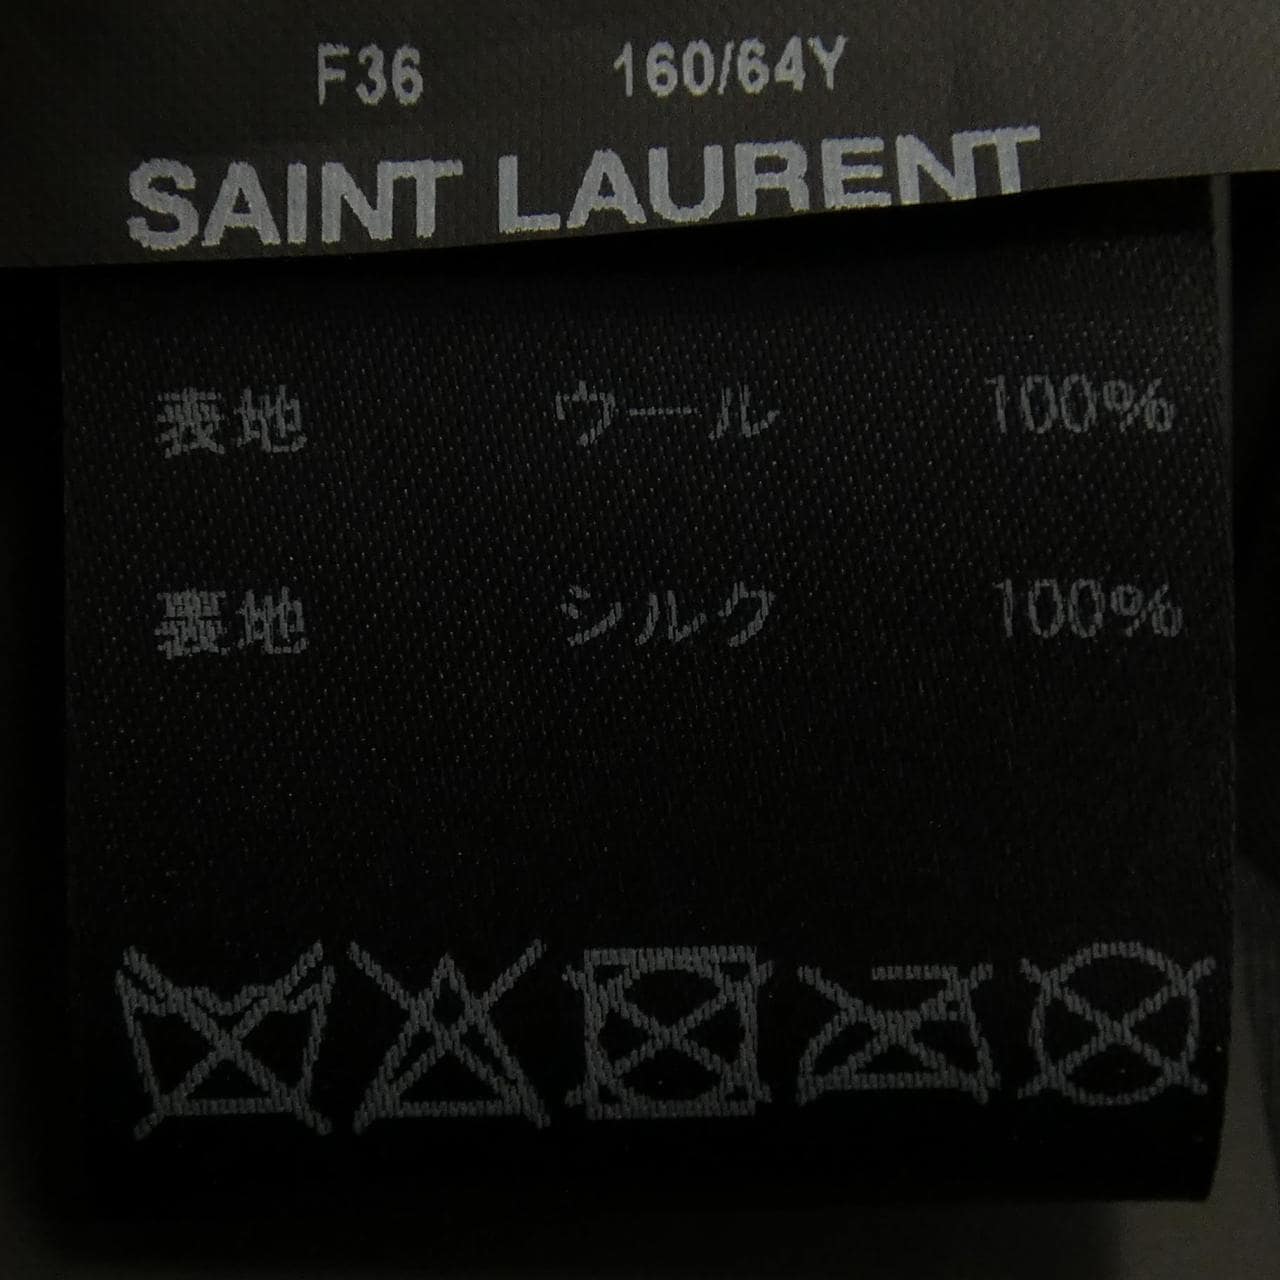 F36 160/64Y
SAINT LAURENT
表地 ウール 100%
裏地 シルク 100%